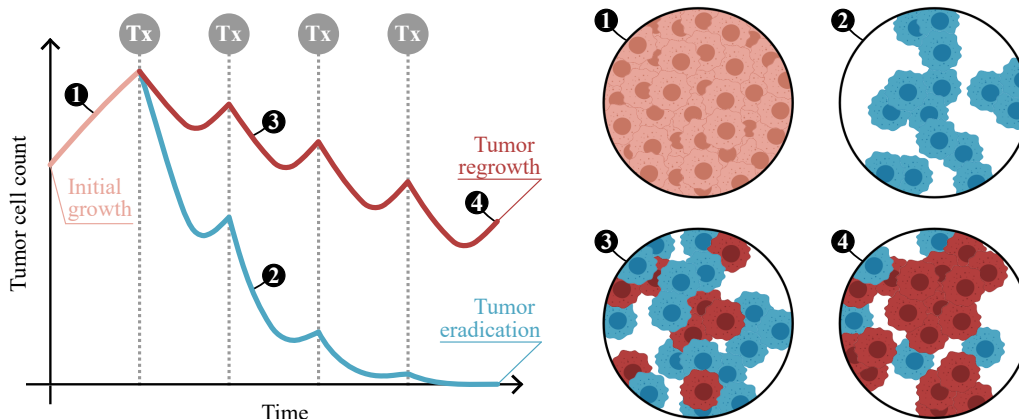 Tx Tx Tx Tx
1
3
Tumor
regrowth
4
Initial
growth
2
Tumor
eradication
Tumor cell count
Time
1
2
3
4